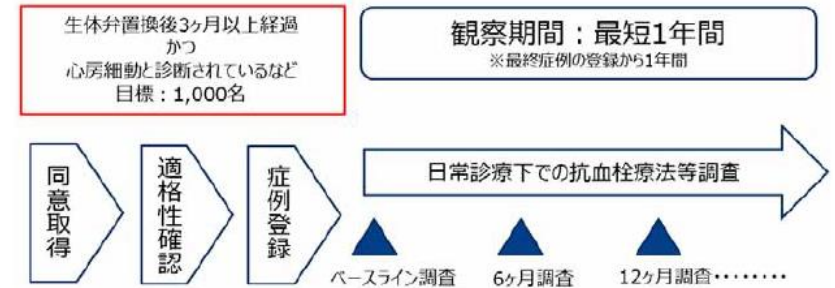 生体弁置換後3ヶ月以上経過
かつ
心房細動と診断されているなど
目標：1,000名
観察期間：最短1年間
※最終症例の登録から1年間
同意取得
適格性確認
症例登録
日常診療下での抗血栓療法等調査
ベースライン調査
6ヶ月調査
12ヶ月調査・・・・・・・・